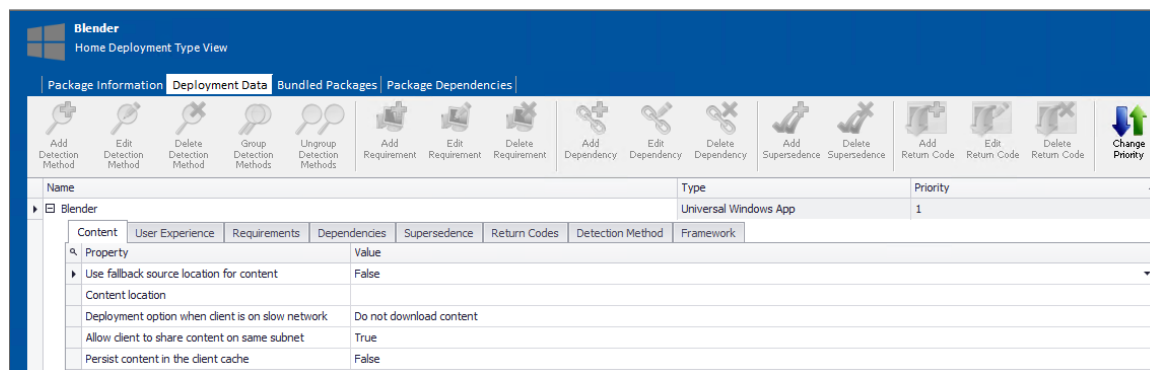 Blender
Home Deployment Type View
Package Information Deployment Data Bundled Packages Package Dependencies
Add Detection Method Edit Detection Method Delete Detection Method Group Detection Methods Ungroup Detection Methods Add Requirement Edit Requirement Delete Requirement Add Dependency Edit Dependency Delete Dependency Add Supersedence Delete Supersedence Add Return Code Edit Return Code Delete Return Code Change Priority
Name Type Priority
Blender Universal Windows App 1
Content User Experience Requirements Dependencies Supersedence Return Codes Detection Method Framework
Property Value
Use fallback source location for content False
Content location
Deployment option when client is on slow network Do not download content
Allow client to share content on same subnet True
Persist content in the client cache False